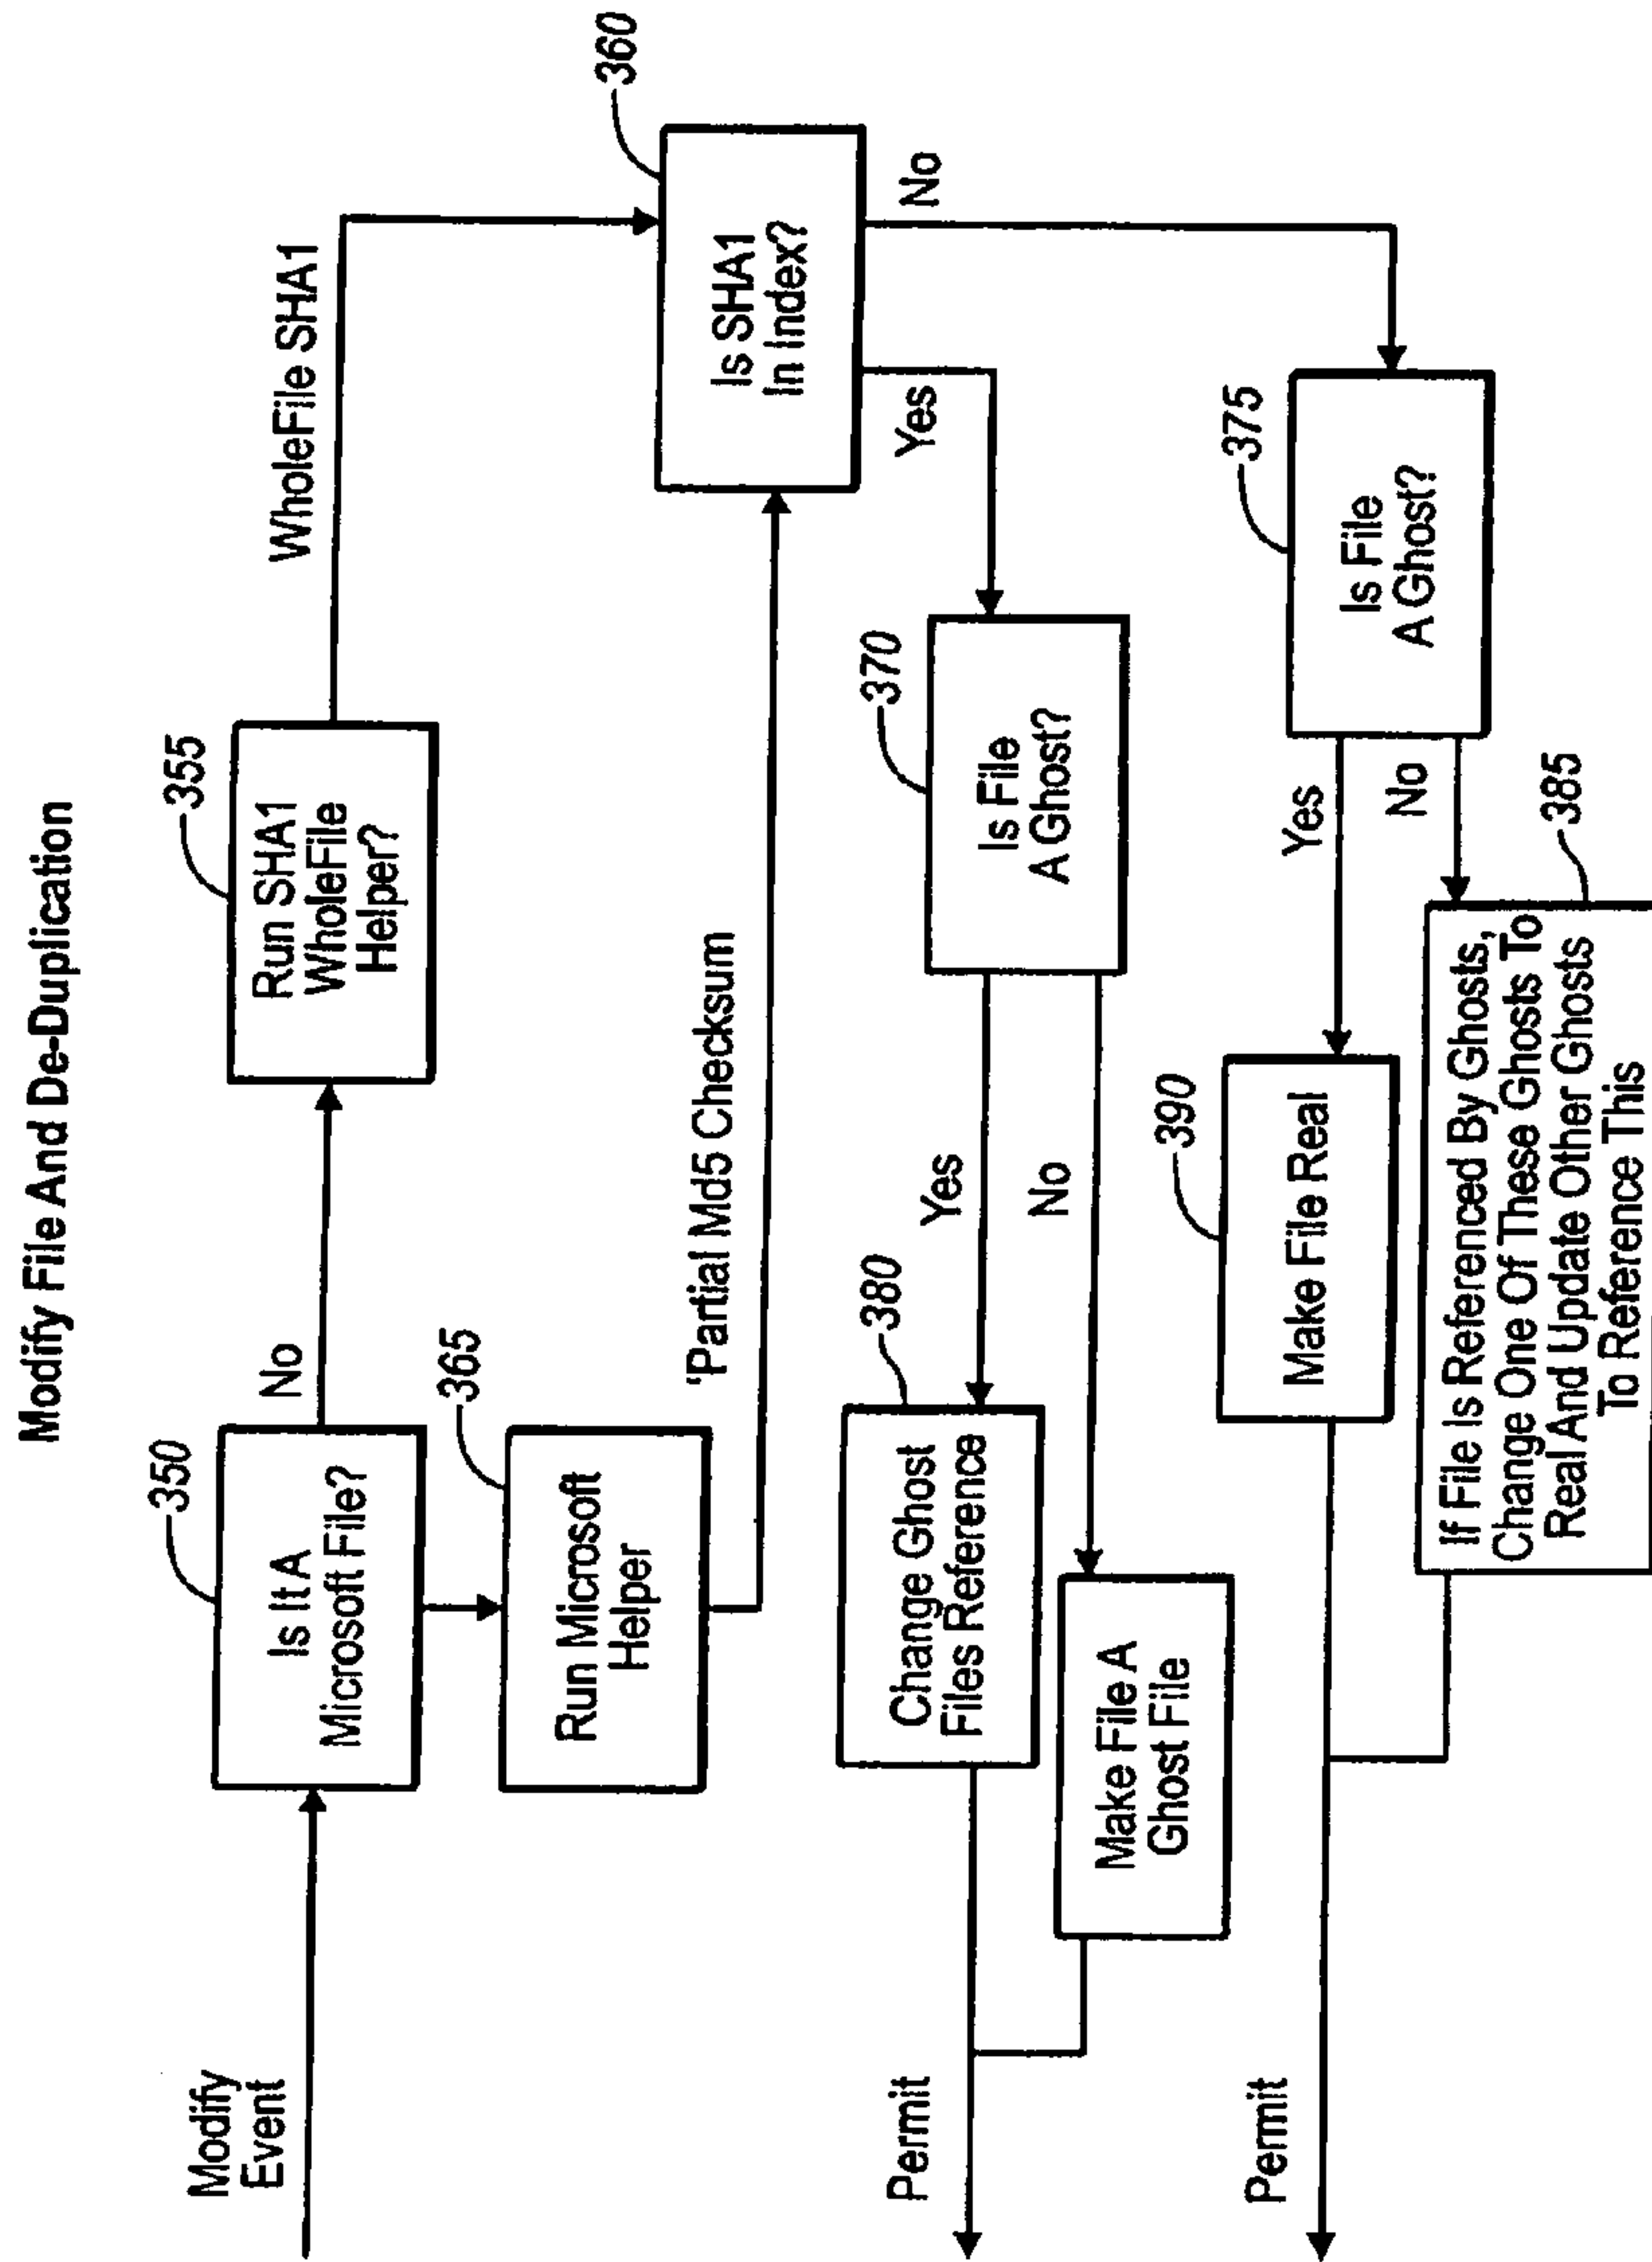 Modify File And De-Duplication
Modify
Event
350
Is It A
Microsoft File?
No
355
Run SHA1
WholeFile
Helper?
WholeFile SHA1
365
Run Microsoft
Helper
'Partial Md5 Checksum
360
Is SHA1
In Index?
Yes
No
370
Is File
A Ghost?
Yes
No
380
Change Ghost
Files Reference
Make File A
Ghost File
Permit
375
Is File
A Ghost?
Yes
No
390
Make File Real
385
If File Is Referenced By Ghosts,
Change One Of These Ghosts To
Real And Update Other Ghosts
To Reference This
Permit